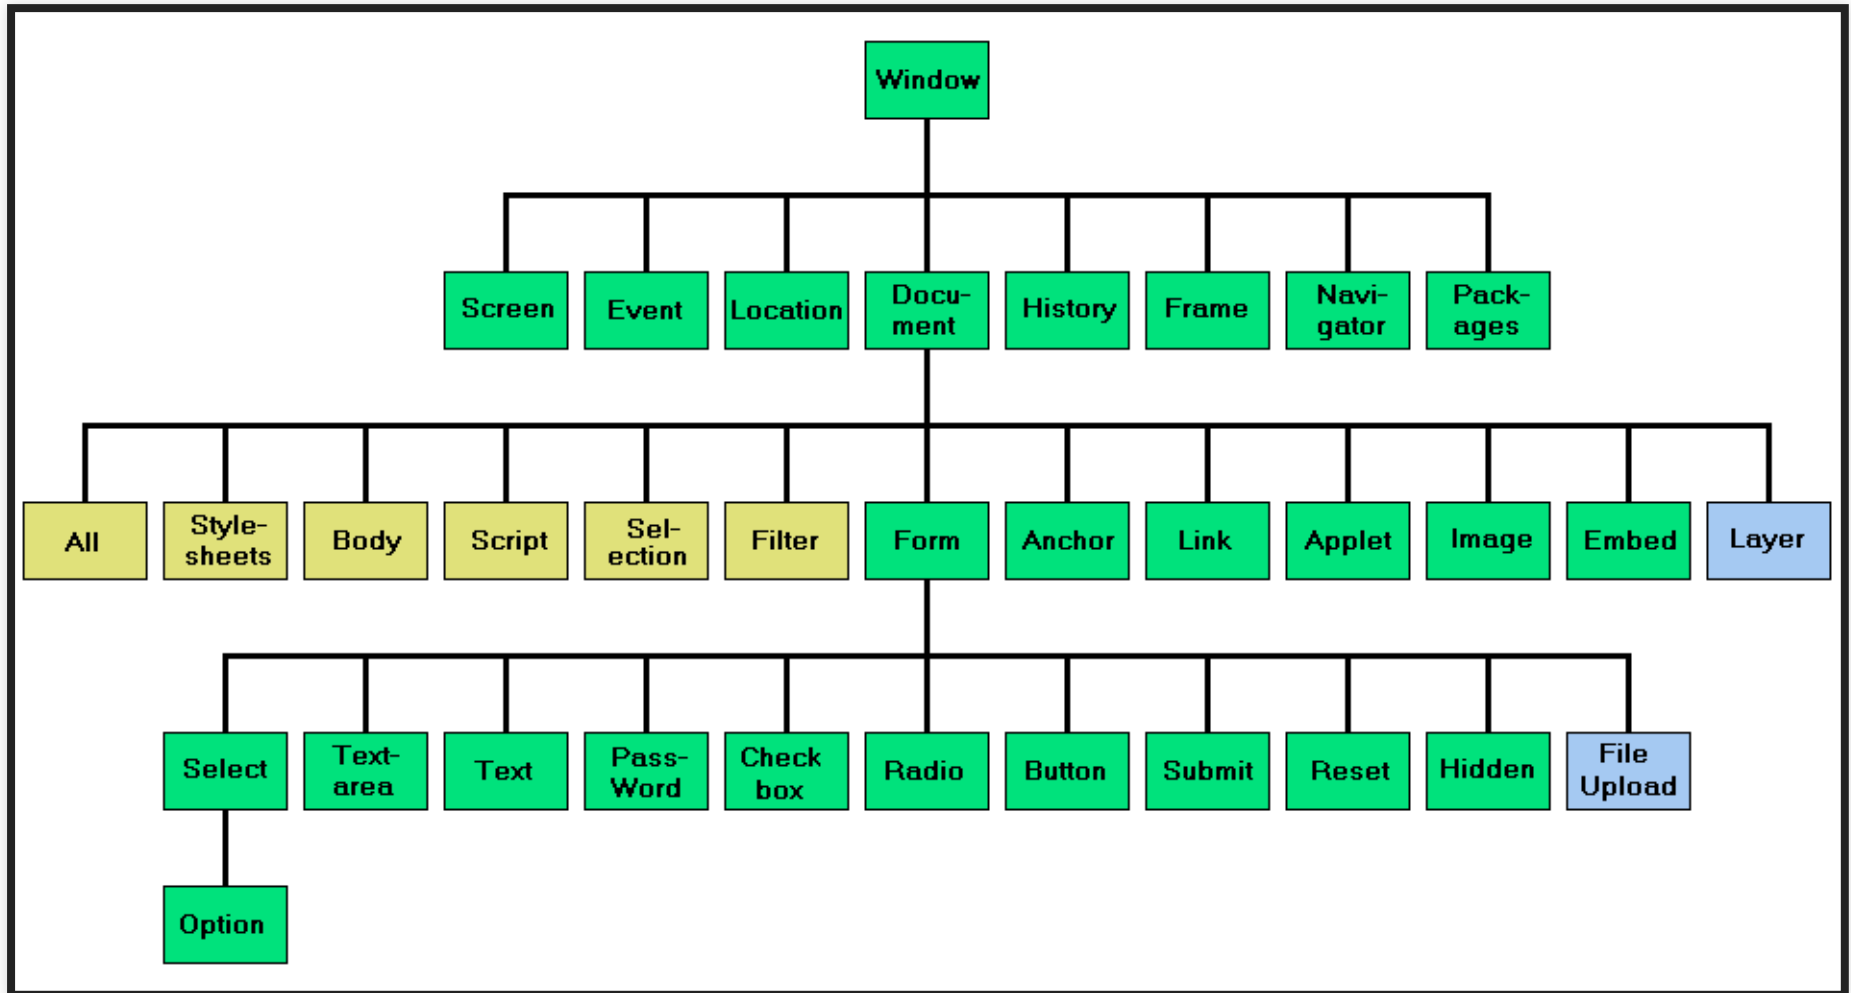 Window
Screen
Event
Location
Docu-
ment
History
Frame
Navi-
gator
Pack-
ages
All
Style-
sheets
Body
Script
Sel-
ection
Filter
Form
Anchor
Link
Applet
Image
Embed
Layer
Select
Text-
area
Text
Pass-
Word
Check
box
Radio
Button
Submit
Reset
Hidden
File
Upload
Option